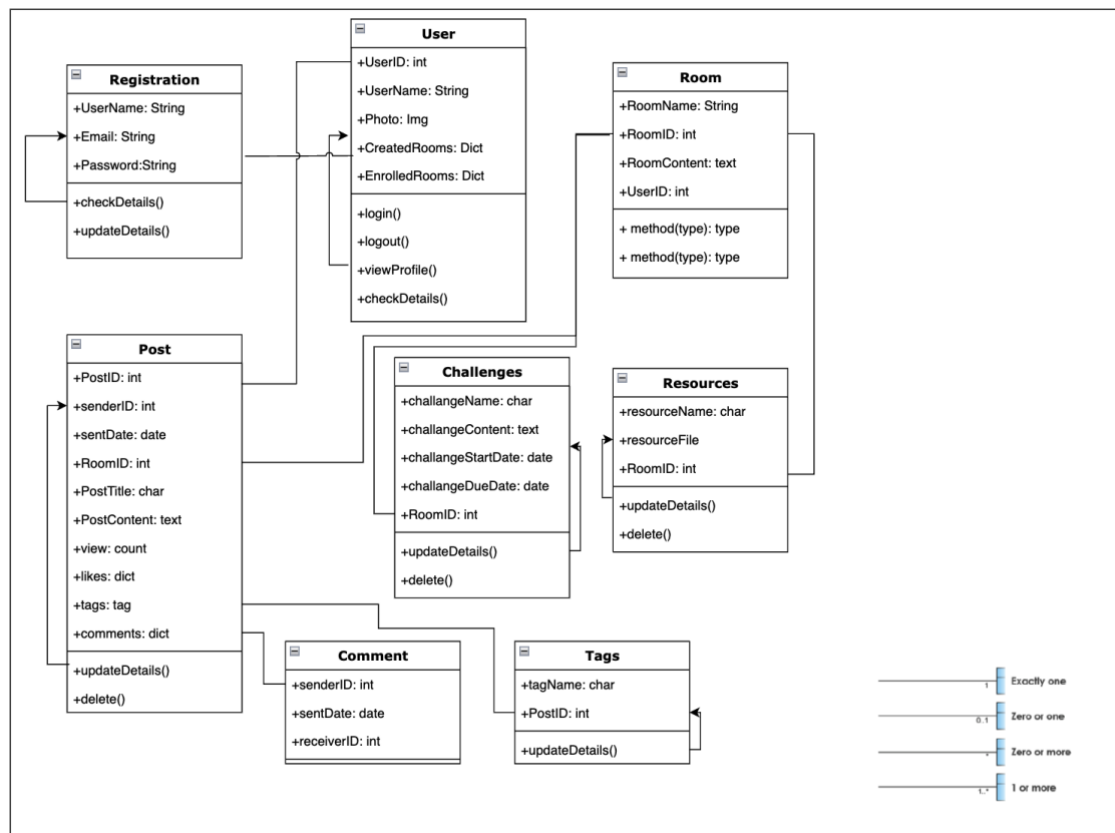 Registration
+UserName: String
+Email: String
+Password:String
+checkDetails()
+updateDetails()
User
+UserID: int
+UserName: String
+Photo: Img
+CreatedRooms: Dict
+EnrolledRooms: Dict
+login()
+logout()
+viewProfile()
+checkDetails()
Room
+RoomName: String
+RoomID: int
+RoomContent: text
+UserID: int
+ method(type): type
+ method(type): type
Post
+PostID: int
+senderID: int
+sentDate: date
+RoomID: int
+PostTitle: char
+PostContent: text
+view: count
+likes: dict
+tags: tag
+comments: dict
+updateDetails()
+delete()
Challenges
+challangeName: char
+challangeContent: text
+challangeStartDate: date
+challangeDueDate: date
+RoomID: int
+updateDetails()
+delete()
Resources
+resourceName: char
+resourceFile
+RoomID: int
+updateDetails()
+delete()
Comment
+senderID: int
+sentDate: date
+receiverID: int
Tags
+tagName: char
+PostID: int
+updateDetails()
1 Exactly one
0..1 Zero or one
* Zero or more
1..* 1 or more